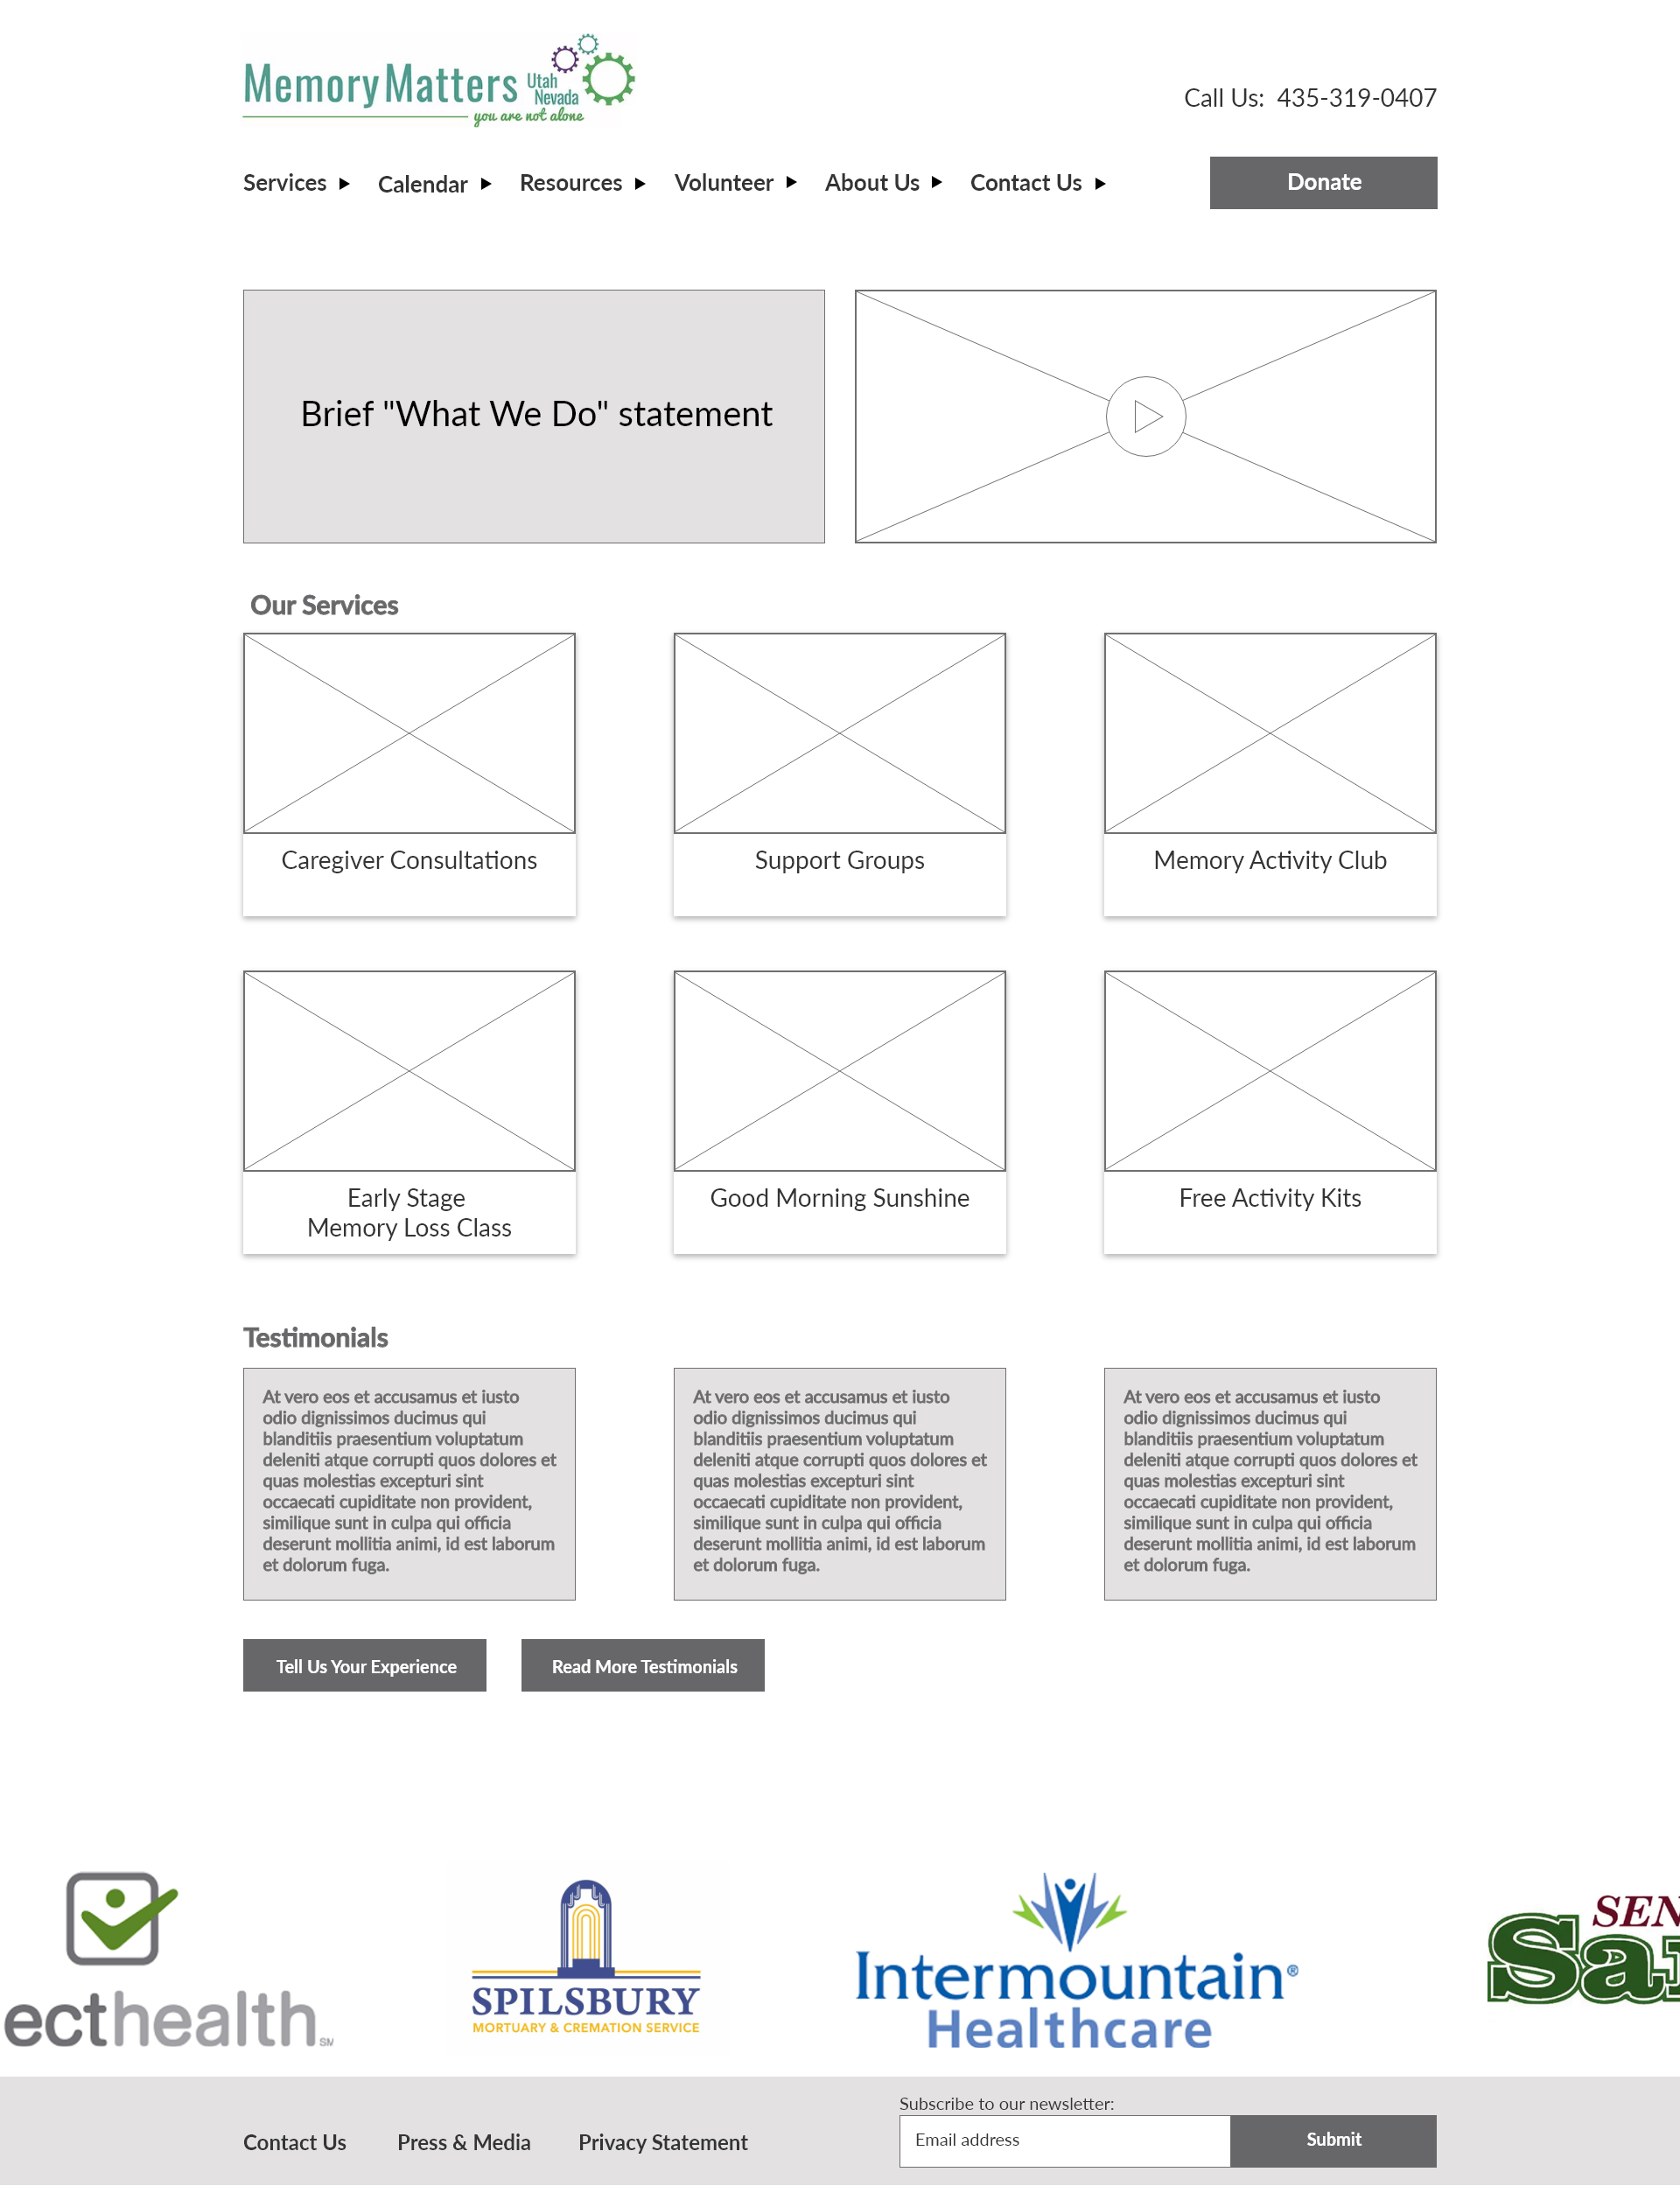 MemoryMatters Utah
Nevada
you are not alone
Call Us: 435-319-0407
Services Calendar Resources Volunteer About Us Contact Us Donate
Brief "What We Do" statement
Our Services
Caregiver Consultations
Support Groups
Memory Activity Club
Early Stage
Memory Loss Class
Good Morning Sunshine
Free Activity Kits
Testimonials
At vero eos et accusamus et iusto
odio dignissimos ducimus qui
blanditiis praesentium voluptatum
deleniti atque corrupti quos dolores et
quas molestias excepturi sint
occaecati cupiditate non provident,
similique sunt in culpa qui officia
deserunt mollitia animi, id est laborum
et dolorum fuga.
At vero eos et accusamus et iusto
odio dignissimos ducimus qui
blanditiis praesentium voluptatum
deleniti atque corrupti quos dolores et
quas molestias excepturi sint
occaecati cupiditate non provident,
similique sunt in culpa qui officia
deserunt mollitia animi, id est laborum
et dolorum fuga.
At vero eos et accusamus et iusto
odio dignissimos ducimus qui
blanditiis praesentium voluptatum
deleniti atque corrupti quos dolores et
quas molestias excepturi sint
occaecati cupiditate non provident,
similique sunt in culpa qui officia
deserunt mollitia animi, id est laborum
et dolorum fuga.
Tell Us Your Experience
Read More Testimonials
ecthealth SM
SPILSBURY
MORTUARY & CREMATION SERVICE
Intermountain®
Healthcare
SEN
Sa
Subscribe to our newsletter:
Contact Us Press & Media Privacy Statement
Email address
Submit